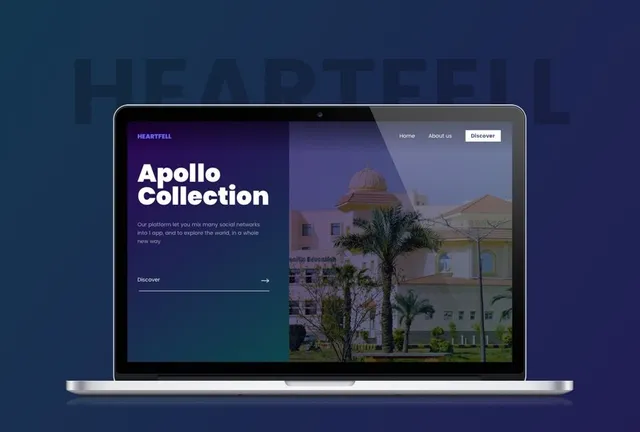 HEARTFELL
HEARTFELL
Home
About us
Discover
Apollo
Collection
Our platform let you mix many social networks
into 1 app, and to explore the world, in a whole
new way
Discover